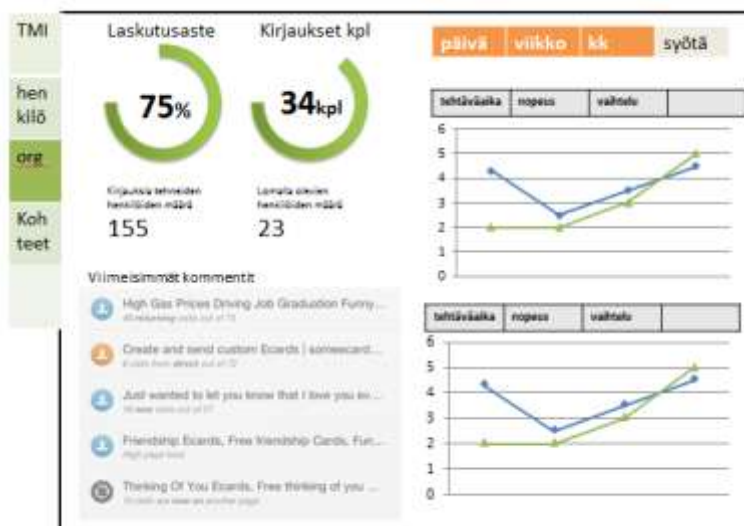 TMI
hen
kilö
org
Koh
teet
Laskutusaste
75%
Kirjauksia tehneiden
henkilöiden määrä
155
Kirjaukset kpl
34kpl
Lomalla olevien
henkilöiden määrä
23
Viimeisimmät kommentit
High Gas Prices Driving Job Graduation Funny...
Create and send custom Ecards | someecard...
Just wanted to let you know that I love you ev...
Friendship Ecards, Free friendship Cards, Fun...
Thinking Of You Ecards, Free thinking of you ...
päivä viikko kk syötä
tehtäväaika nopeus vaihtelu
6
5
4
3
2
1
0
tehtäväaika nopeus vaihtelu
6
5
4
3
2
1
0